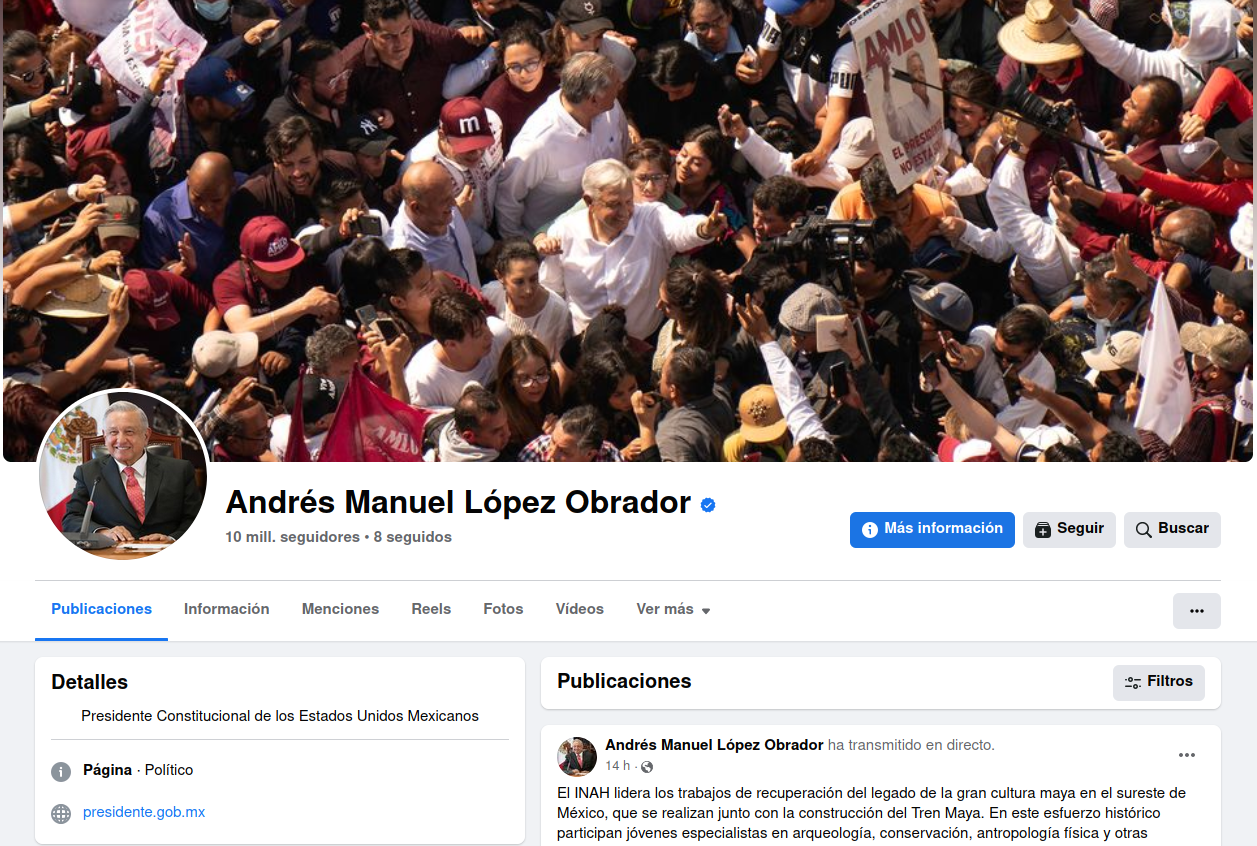 AMLO
EL PRESIDENTE
NO ESTÁ
AMLO
Andrés Manuel López Obrador
10 mill. seguidores • 8 seguidos
Más información
Seguir
Buscar
Publicaciones
Información
Menciones
Reels
Fotos
Vídeos
Ver más
Detalles
Presidente Constitucional de los Estados Unidos Mexicanos
Página · Político
presidente.gob.mx
Publicaciones
Filtros
Andrés Manuel López Obrador ha transmitido en directo.
14 h ·
El INAH lidera los trabajos de recuperación del legado de la gran cultura maya en el sureste de
México, que se realizan junto con la construcción del Tren Maya. En este esfuerzo histórico
participan jóvenes especialistas en arqueología, conservación, antropología física y otras